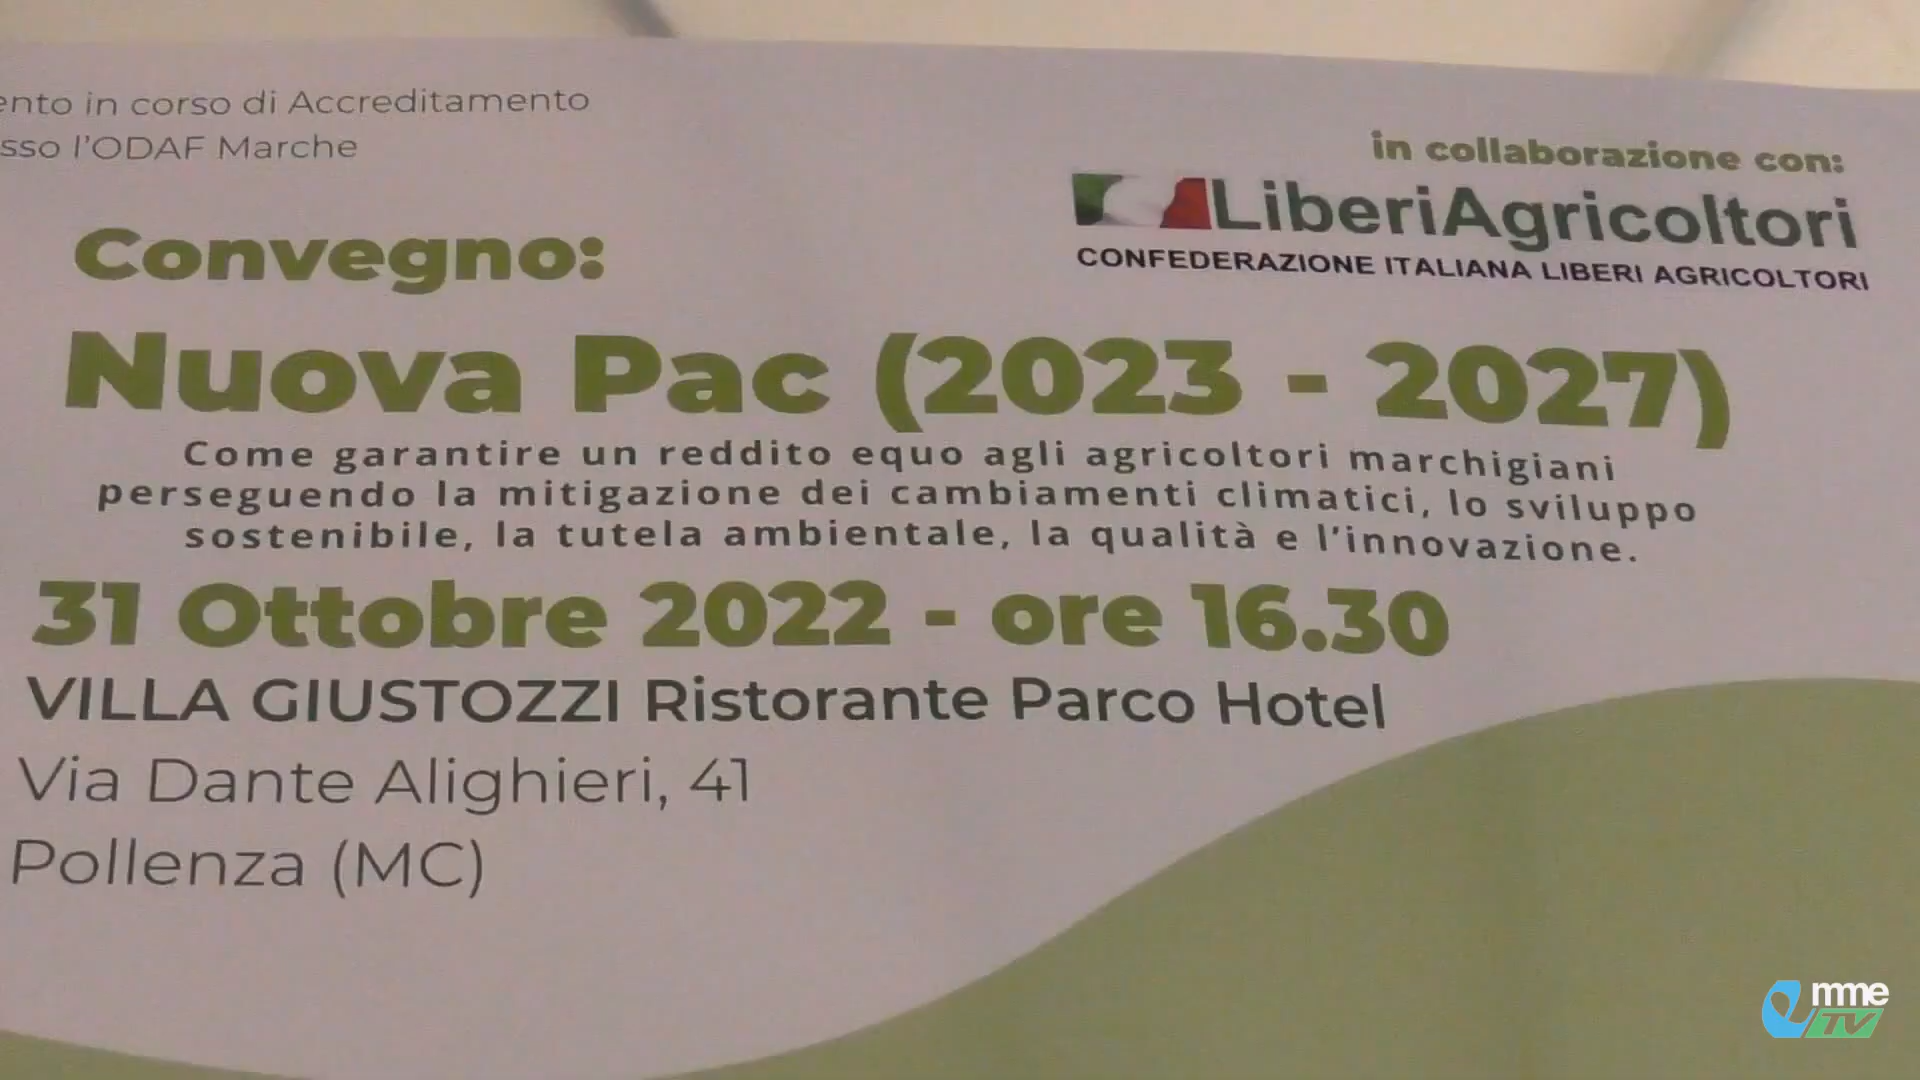 in corso di Accreditamento
l'ODAF Marche
in collaborazione con:
LiberiAgricoltori
CONFEDERAZIONE ITALIANA LIBERI AGRICOLTORI
Convegno:
Nuova Pac (2023 - 2027)
Come garantire un reddito equo agli agricoltori marchigiani
perseguendo la mitigazione dei cambiamenti climatici, lo sviluppo
sostenibile, la tutela ambientale, la qualità e l'innovazione.
31 Ottobre 2022 - ore 16.30
VILLA GIUSTOZZI Ristorante Parco Hotel
Via Dante Alighieri, 41
Pollenza (MC)
emme
TV